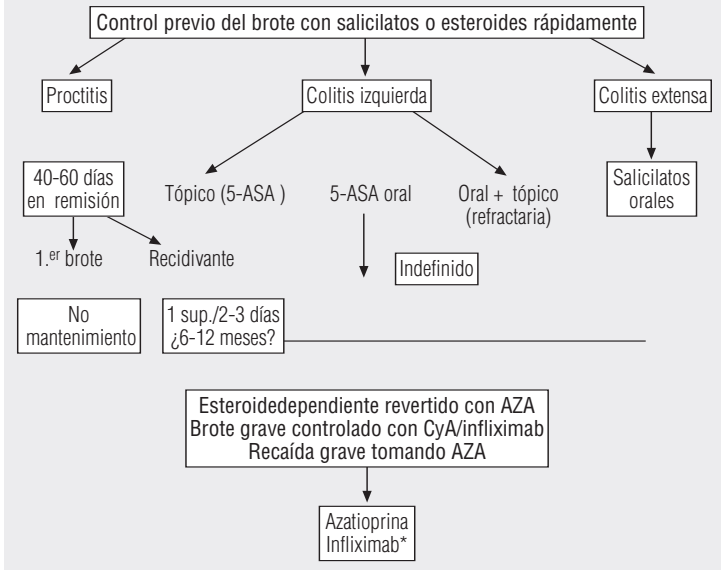 Control previo del brote con salicilatos o esteroides rápidamente
Proctitis
Colitis izquierda
Colitis extensa
40-60 días
en remisión
Tópico (5-ASA )
5-ASA oral
Oral + tópico
(refractaria)
Salicilatos
orales
1.er brote
Recidivante
Indefinido
No
mantenimiento
1 sup./2-3 días
¿6-12 meses?
Esteroidedependiente revertido con AZA
Brote grave controlado con CyA/infliximab
Recaída grave tomando AZA
Azatioprina
Infliximab*